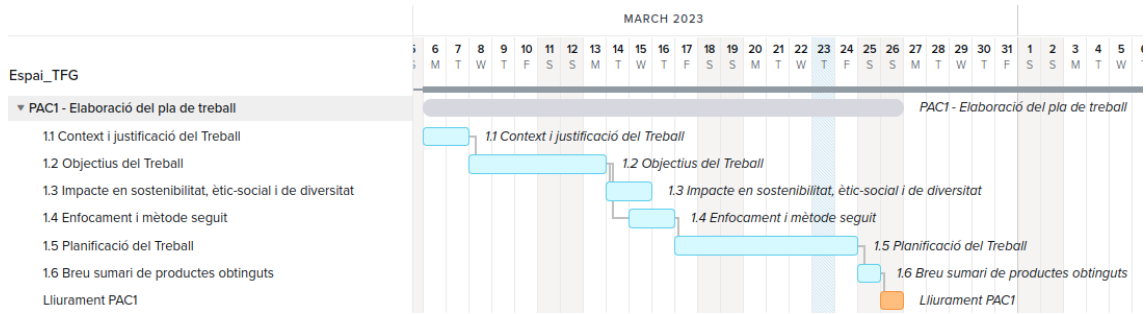 MARCH 2023
5 6 7 8 9 10 11 12 13 14 15 16 17 18 19 20 21 22 23 24 25 26 27 28 29 30 31 1 2 3 4 5 6
S M T W T F S S M T W T F S S M T W T F S S M T W T F S S M T W
Espai_TFG
PAC1 - Elaboració del pla de treball PAC1 - Elaboració del pla de treball
1.1 Context i justificació del Treball 1.1 Context i justificació del Treball
1.2 Objectius del Treball 1.2 Objectius del Treball
1.3 Impacte en sostenibilitat, ètic-social i de diversitat 1.3 Impacte en sostenibilitat, ètic-social i de diversitat
1.4 Enfocament i mètode seguit 1.4 Enfocament i mètode seguit
1.5 Planificació del Treball 1.5 Planificació del Treball
1.6 Breu sumari de productes obtinguts 1.6 Breu sumari de productes obtinguts
Lliurament PAC1 Lliurament PAC1